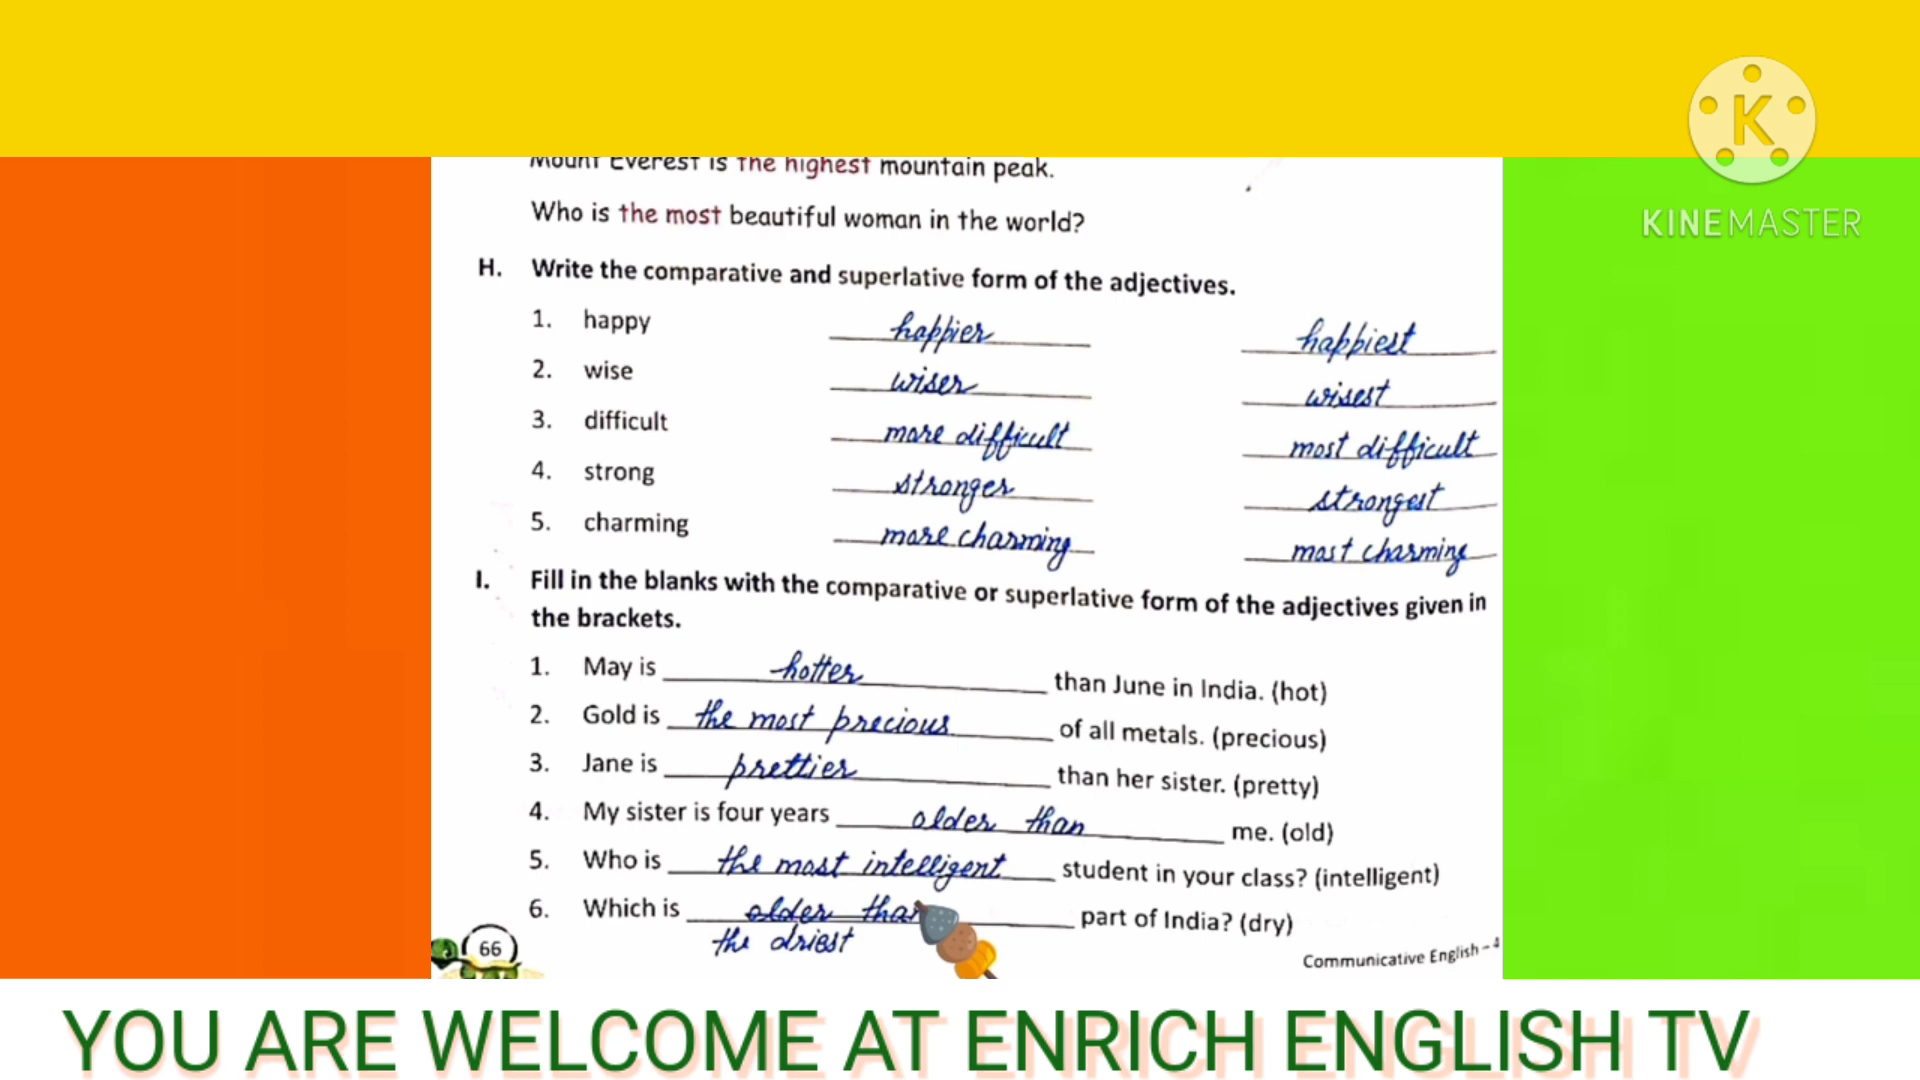 K
KINEMASTER
Mount Everest is the highest mountain peak.
Who is the most beautiful woman in the world?
H. Write the comparative and superlative form of the adjectives.
1. happy happier happiest
2. wise wiser wisest
3. difficult more difficult most difficult
4. strong stronger strongest
5. charming more charming most charming
I. Fill in the blanks with the comparative or superlative form of the adjectives given in
the brackets.
1. May is hotter than June in India. (hot)
2. Gold is the most precious of all metals. (precious)
3. Jane is prettier than her sister. (pretty)
4. My sister is four years older than me. (old)
5. Who is the most intelligent student in your class? (intelligent)
6. Which is older than part of India? (dry)
the driest
66
Communicative English - 4
YOU ARE WELCOME AT ENRICH ENGLISH TV